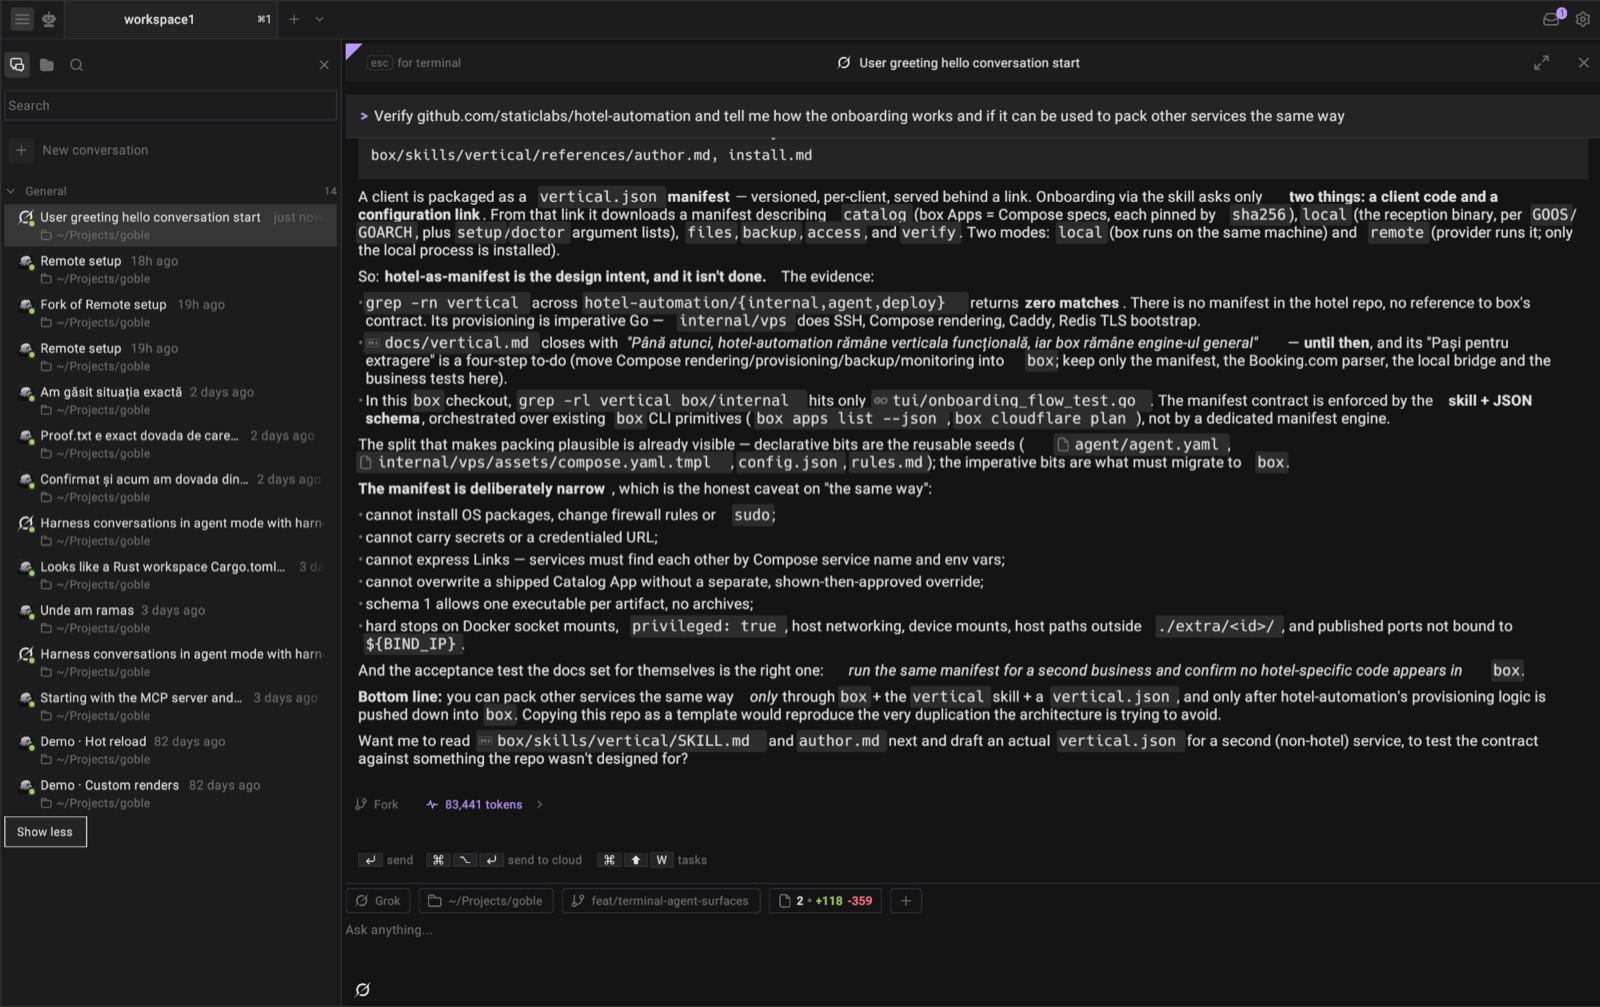 workspace1
⌘1
1
Search
New conversation
General 14
User greeting hello conversation start just now
~/Projects/goble
Remote setup 18h ago
~/Projects/goble
Fork of Remote setup 19h ago
~/Projects/goble
Remote setup 19h ago
~/Projects/goble
Am găsit situația exactă 2 days ago
~/Projects/goble
Proof.txt e exact dovada de care... 2 days ago
~/Projects/goble
Confirmat și acum am dovada din... 2 days ago
~/Projects/goble
Harness conversations in agent mode with harn
~/Projects/goble
Looks like a Rust workspace Cargo.toml... 3 da
~/Projects/goble
Unde am ramas 3 days ago
~/Projects/goble
Harness conversations in agent mode with harn
~/Projects/goble
Starting with the MCP server and... 3 days ago
~/Projects/goble
Demo · Hot reload 82 days ago
~/Projects/goble
Demo · Custom renders 82 days ago
~/Projects/goble
Show less
esc for terminal
User greeting hello conversation start
> Verify github.com/staticlabs/hotel-automation and tell me how the onboarding works and if it can be used to pack other services the same way
box/skills/vertical/references/author.md, install.md
A client is packaged as a vertical.json manifest — versioned, per-client, served behind a link. Onboarding via the skill asks only two things: a client code and a
configuration link. From that link it downloads a manifest describing catalog (box Apps = Compose specs, each pinned by sha256), local (the reception binary, per GOOS/
GOARCH, plus setup/doctor argument lists), files, backup, access, and verify. Two modes: local (box runs on the same machine) and remote (provider runs it; only
the local process is installed).
So: hotel-as-manifest is the design intent, and it isn't done. The evidence:
· grep -rn vertical across hotel-automation/{internal,agent,deploy} returns zero matches. There is no manifest in the hotel repo, no reference to box's
contract. Its provisioning is imperative Go — internal/vps does SSH, Compose rendering, Caddy, Redis TLS bootstrap.
· docs/vertical.md closes with "Până atunci, hotel-automation rămâne verticala funcțională, iar box rămâne engine-ul general" — until then, and its "Pași pentru
extragere" is a four-step to-do (move Compose rendering/provisioning/backup/monitoring into box; keep only the manifest, the Booking.com parser, the local bridge and the
business tests here).
· In this box checkout, grep -rl vertical box/internal hits only tui/onboarding_flow_test.go. The manifest contract is enforced by the skill + JSON
schema, orchestrated over existing box CLI primitives (box apps list --json, box cloudflare plan), not by a dedicated manifest engine.
The split that makes packing plausible is already visible — declarative bits are the reusable seeds ( agent/agent.yaml,
internal/vps/assets/compose.yaml.tmpl, config.json, rules.md); the imperative bits are what must migrate to box.
The manifest is deliberately narrow, which is the honest caveat on "the same way":
· cannot install OS packages, change firewall rules or sudo;
· cannot carry secrets or a credentialed URL;
· cannot express Links — services must find each other by Compose service name and env vars;
· cannot overwrite a shipped Catalog App without a separate, shown-then-approved override;
· schema 1 allows one executable per artifact, no archives;
· hard stops on Docker socket mounts, privileged: true, host networking, device mounts, host paths outside ./extra/<id>/, and published ports not bound to
${BIND_IP}.
And the acceptance test the docs set for themselves is the right one: run the same manifest for a second business and confirm no hotel-specific code appears in box.
Bottom line: you can pack other services the same way only through box + the vertical skill + a vertical.json, and only after hotel-automation's provisioning logic is
pushed down into box. Copying this repo as a template would reproduce the very duplication the architecture is trying to avoid.
Want me to read box/skills/vertical/SKILL.md and author.md next and draft an actual vertical.json for a second (non-hotel) service, to test the contract
against something the repo wasn't designed for?
Fork 83,441 tokens >
send ⌘ ⌥ send to cloud ⌘ W tasks
Grok ~/Projects/goble feat/terminal-agent-surfaces 2 • +118 -359 +
Ask anything...